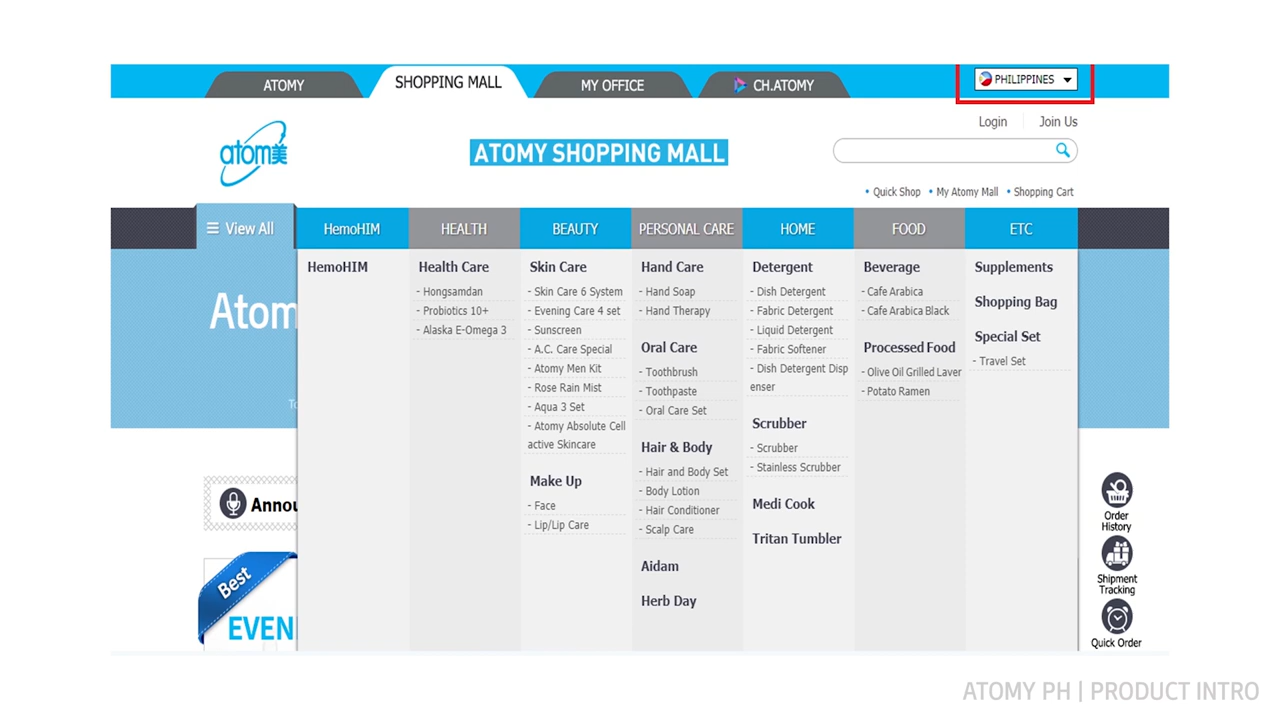 ATOMY
SHOPPING MALL
MY OFFICE
CH.ATOMY
PHILIPPINES
Login
Join Us
atom美
ATOMY SHOPPING MALL
• Quick Shop • My Atomy Mall • Shopping Cart
View All
HemoHIM
HEALTH
BEAUTY
PERSONAL CARE
HOME
FOOD
ETC
HemoHIM
Health Care
- Hongsamdan
- Probiotics 10+
- Alaska E-Omega 3
Skin Care
- Skin Care 6 System
- Evening Care 4 set
- Sunscreen
- A.C. Care Special
- Atomy Men Kit
- Rose Rain Mist
- Aqua 3 Set
- Atomy Absolute Cell
active Skincare
Make Up
- Face
- Lip/Lip Care
Hand Care
- Hand Soap
- Hand Therapy
Oral Care
- Toothbrush
- Toothpaste
- Oral Care Set
Hair & Body
- Hair and Body Set
- Body Lotion
- Hair Conditioner
- Scalp Care
Aidam
Herb Day
Detergent
- Dish Detergent
- Fabric Detergent
- Liquid Detergent
- Fabric Softener
- Dish Detergent Disp
enser
Scrubber
- Scrubber
- Stainless Scrubber
Medi Cook
Tritan Tumbler
Beverage
- Cafe Arabica
- Cafe Arabica Black
Processed Food
- Olive Oil Grilled Laver
- Potato Ramen
Supplements
Shopping Bag
Special Set
- Travel Set
Atom
To
Annou
Best
EVEN
Order
History
Shipment
Tracking
Quick Order
ATOMY PH | PRODUCT INTRO